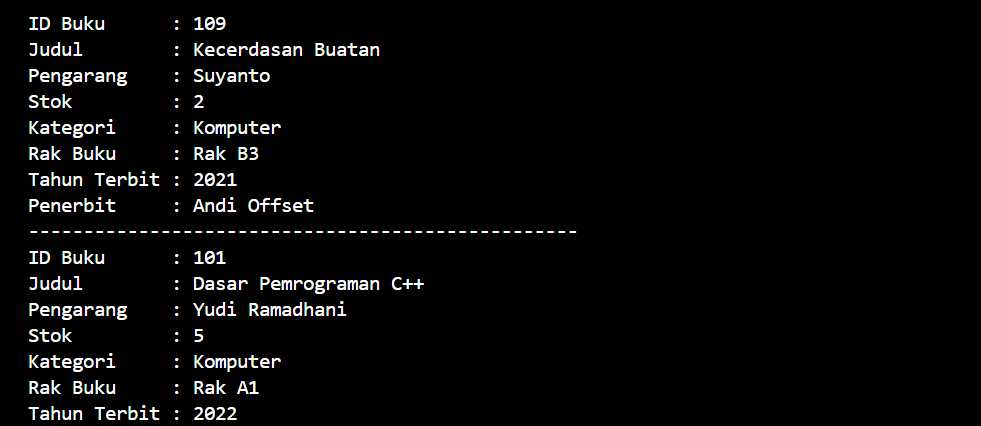 ID Buku      : 109
Judul        : Kecerdasan Buatan
Pengarang    : Suyanto
Stok         : 2
Kategori     : Komputer
Rak Buku     : Rak B3
Tahun Terbit : 2021
Penerbit     : Andi Offset
--------------------------------------------------
ID Buku      : 101
Judul        : Dasar Pemrograman C++
Pengarang    : Yudi Ramadhani
Stok         : 5
Kategori     : Komputer
Rak Buku     : Rak A1
Tahun Terbit : 2022